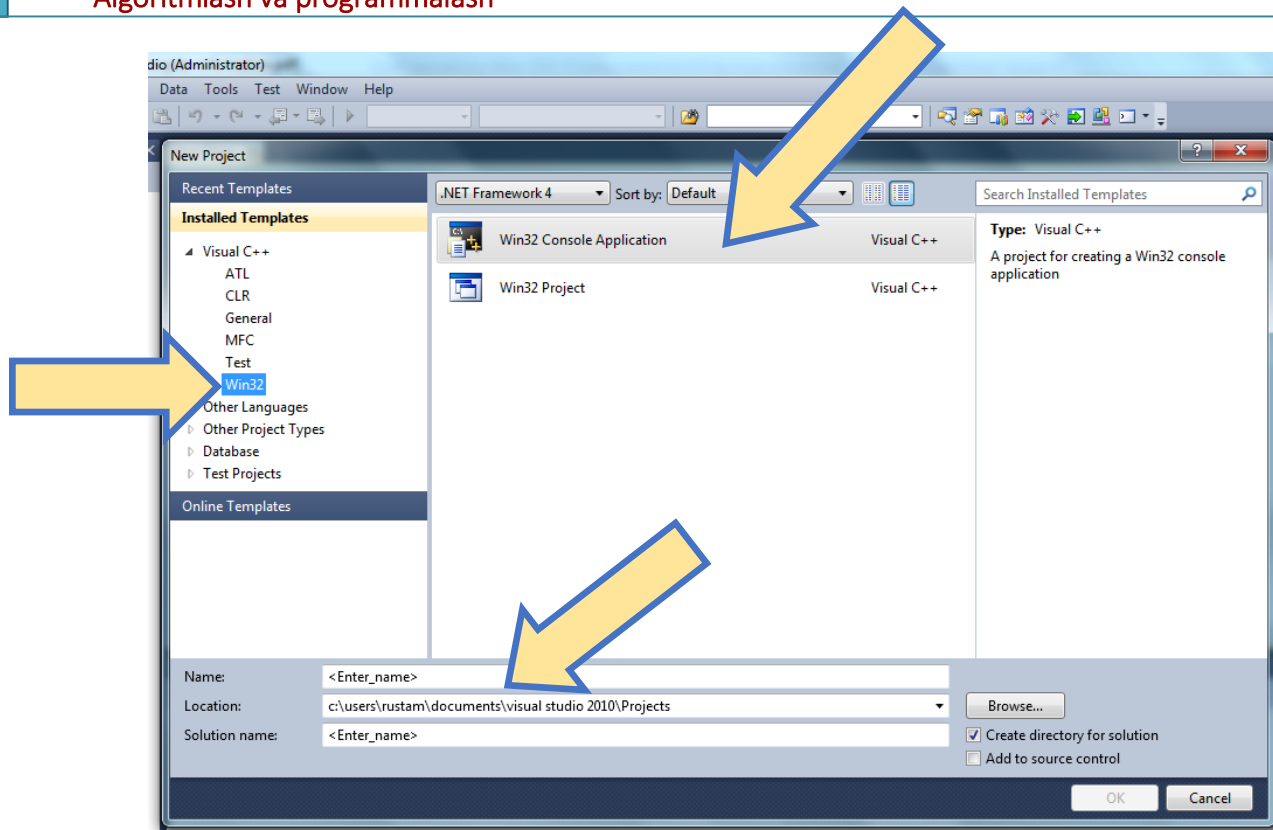 Algoritmlash va programmalash
dio (Administrator)
Data Tools Test Window Help
New Project
Recent Templates
.NET Framework 4 Sort by: Default
Search Installed Templates
Installed Templates
Visual C++
ATL
CLR
General
MFC
Test
Win32
Other Languages
Other Project Types
Database
Test Projects
Online Templates
Win32 Console Application Visual C++
Win32 Project Visual C++
Type: Visual C++
A project for creating a Win32 console
application
Name: <Enter_name>
Location: c:\users\rustam\documents\visual studio 2010\Projects
Browse...
Solution name: <Enter_name>
Create directory for solution
Add to source control
OK Cancel